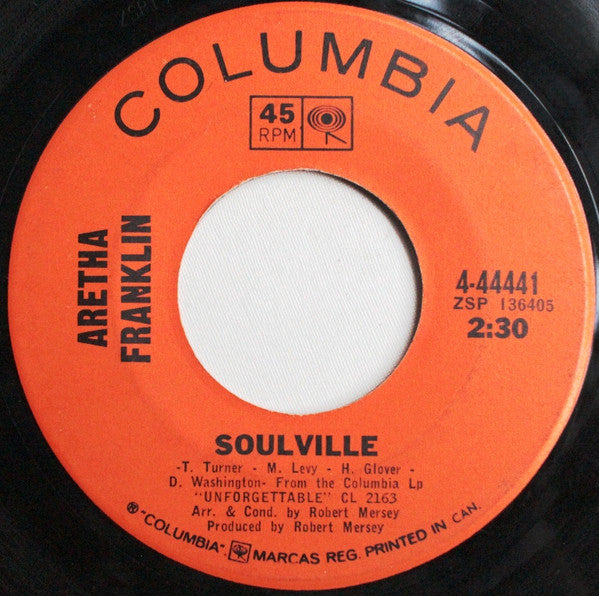 COLUMBIA
45
RPM
ARETHA
FRANKLIN
4-44441
ZSP 136405
2:30
SOULVILLE
-T. Turner - M. Levy - H. Glover -
D. Washington- From the Columbia Lp
"UNFORGETTABLE" CL 2163
Arr. & Cond. by Robert Mersey
Produced by Robert Mersey
® "COLUMBIA", MARCAS REG. PRINTED IN CAN.